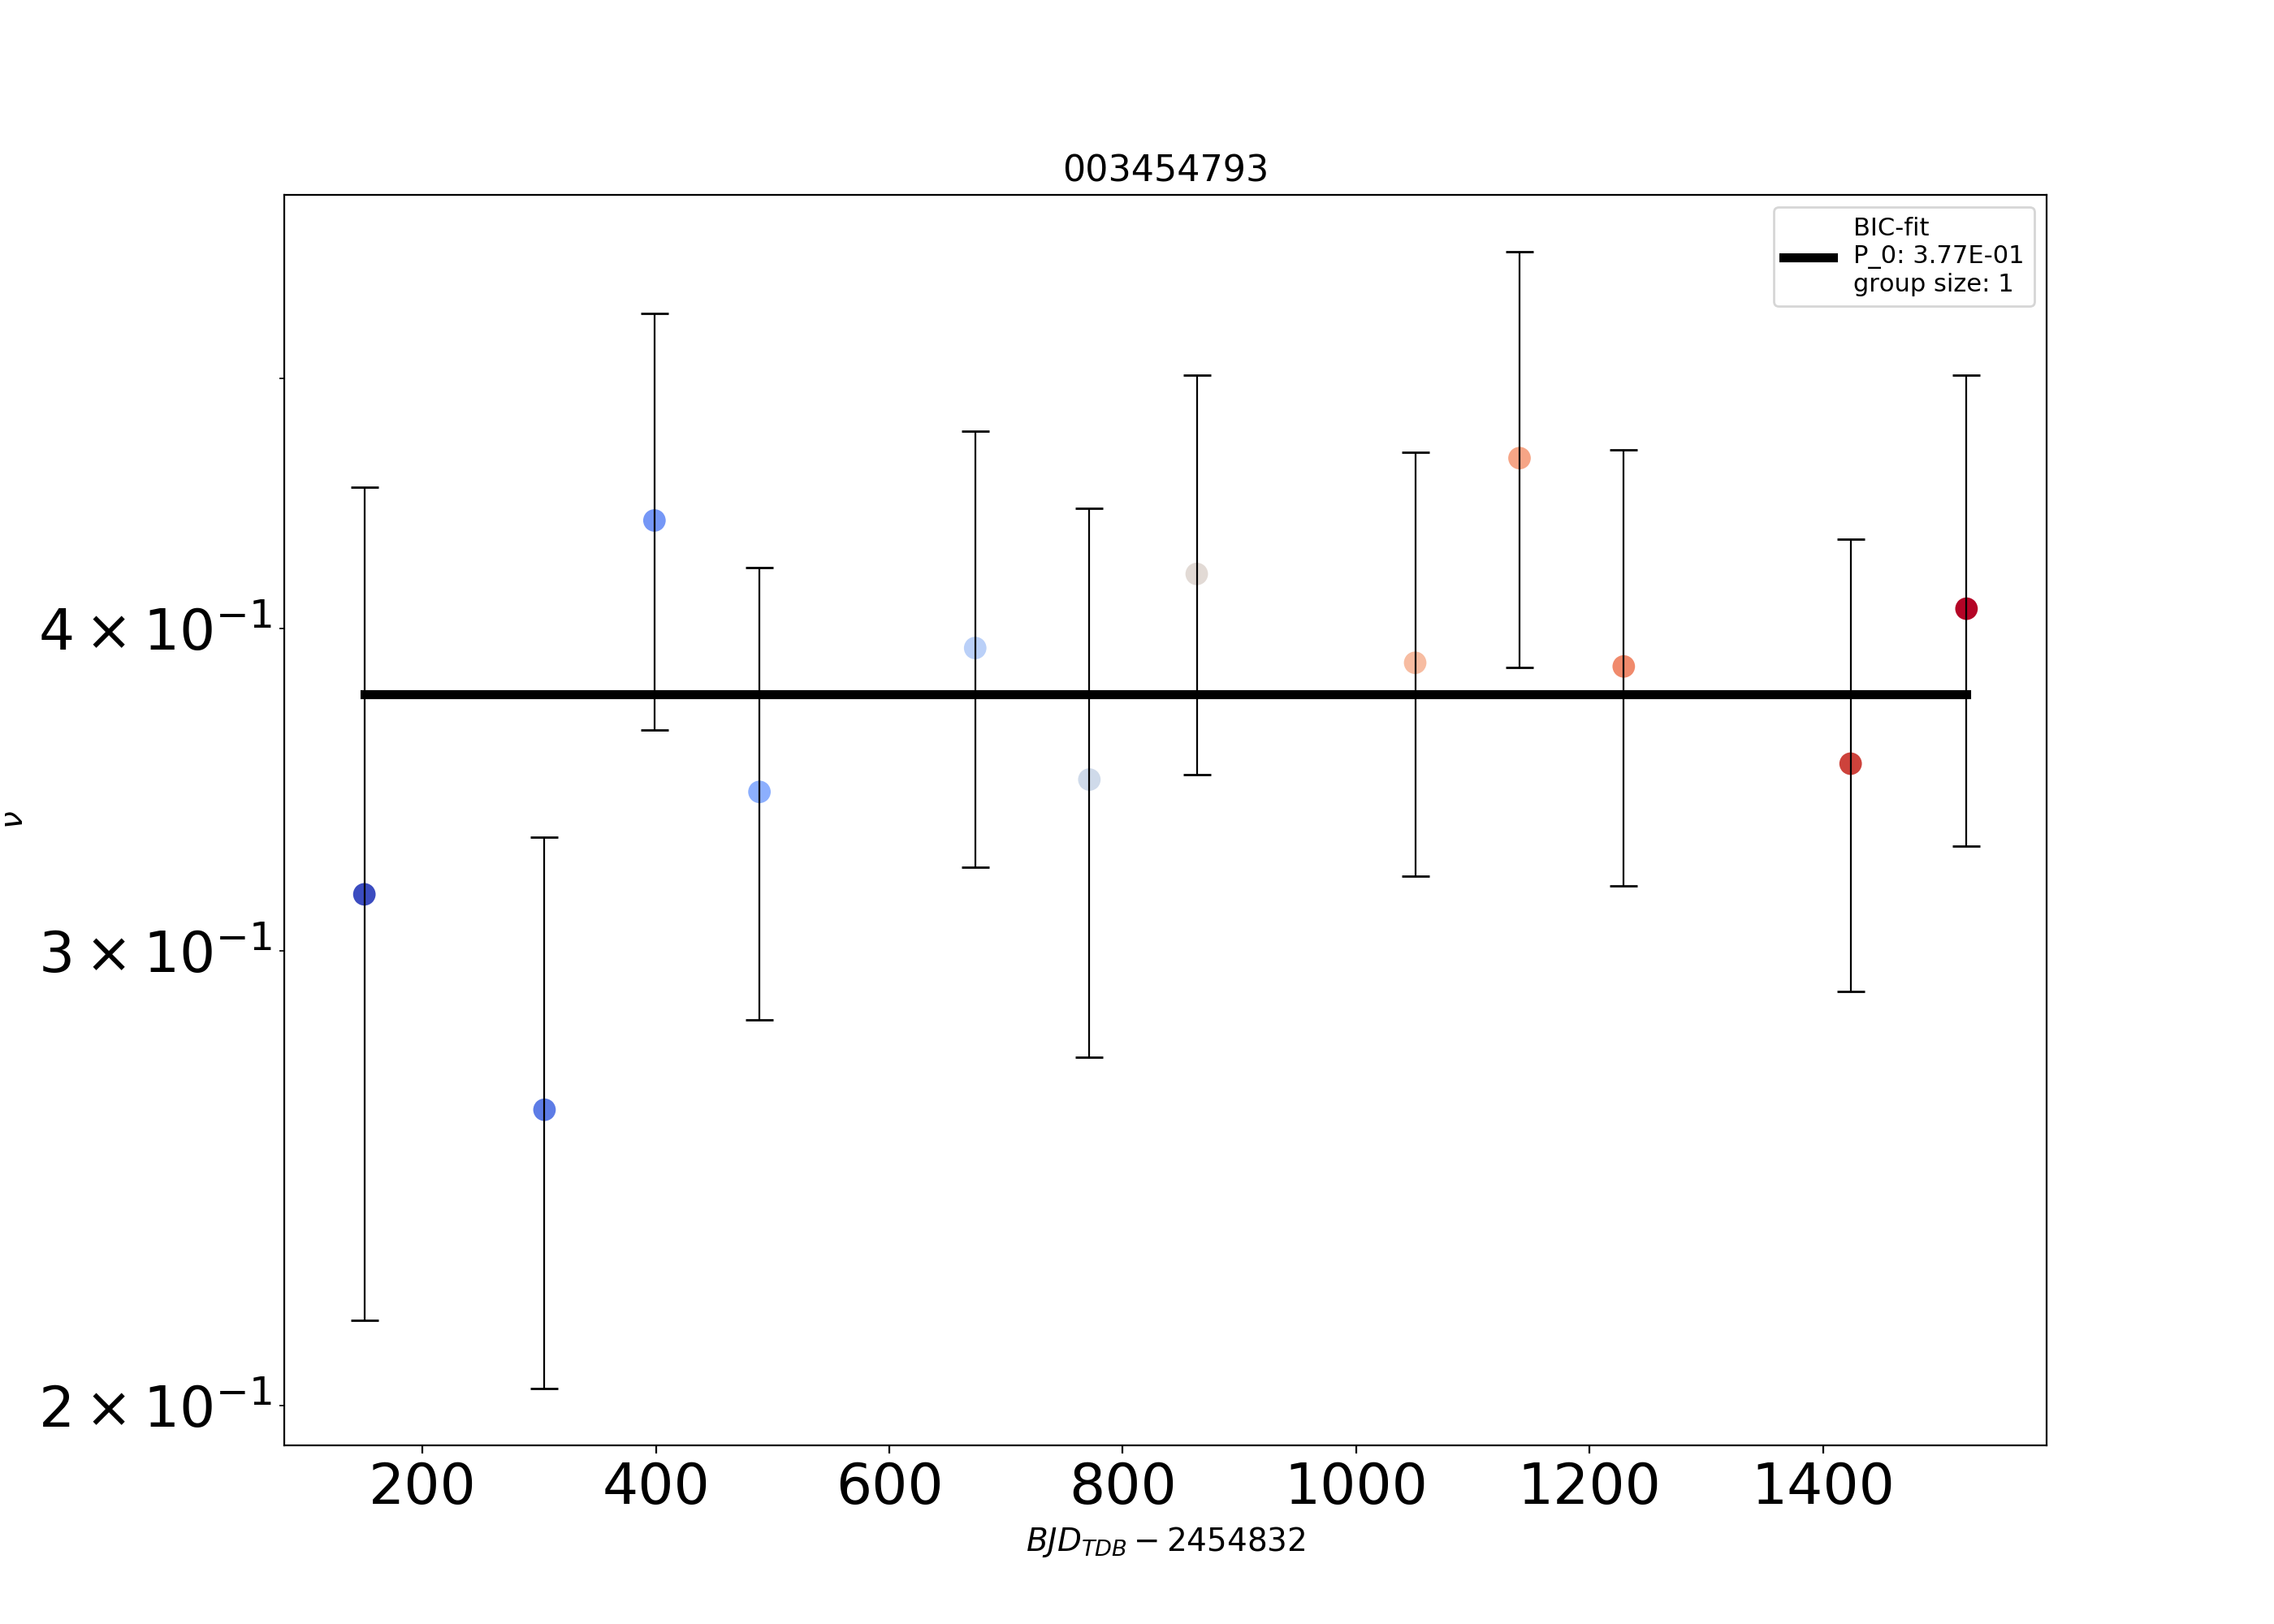 003454793
BIC-fit
P_0: 3.77E-01
group size: 1
4 × 10⁻¹
3 × 10⁻¹
2 × 10⁻¹
ν
200 400 600 800 1000 1200 1400
BJD_TDB − 2454832